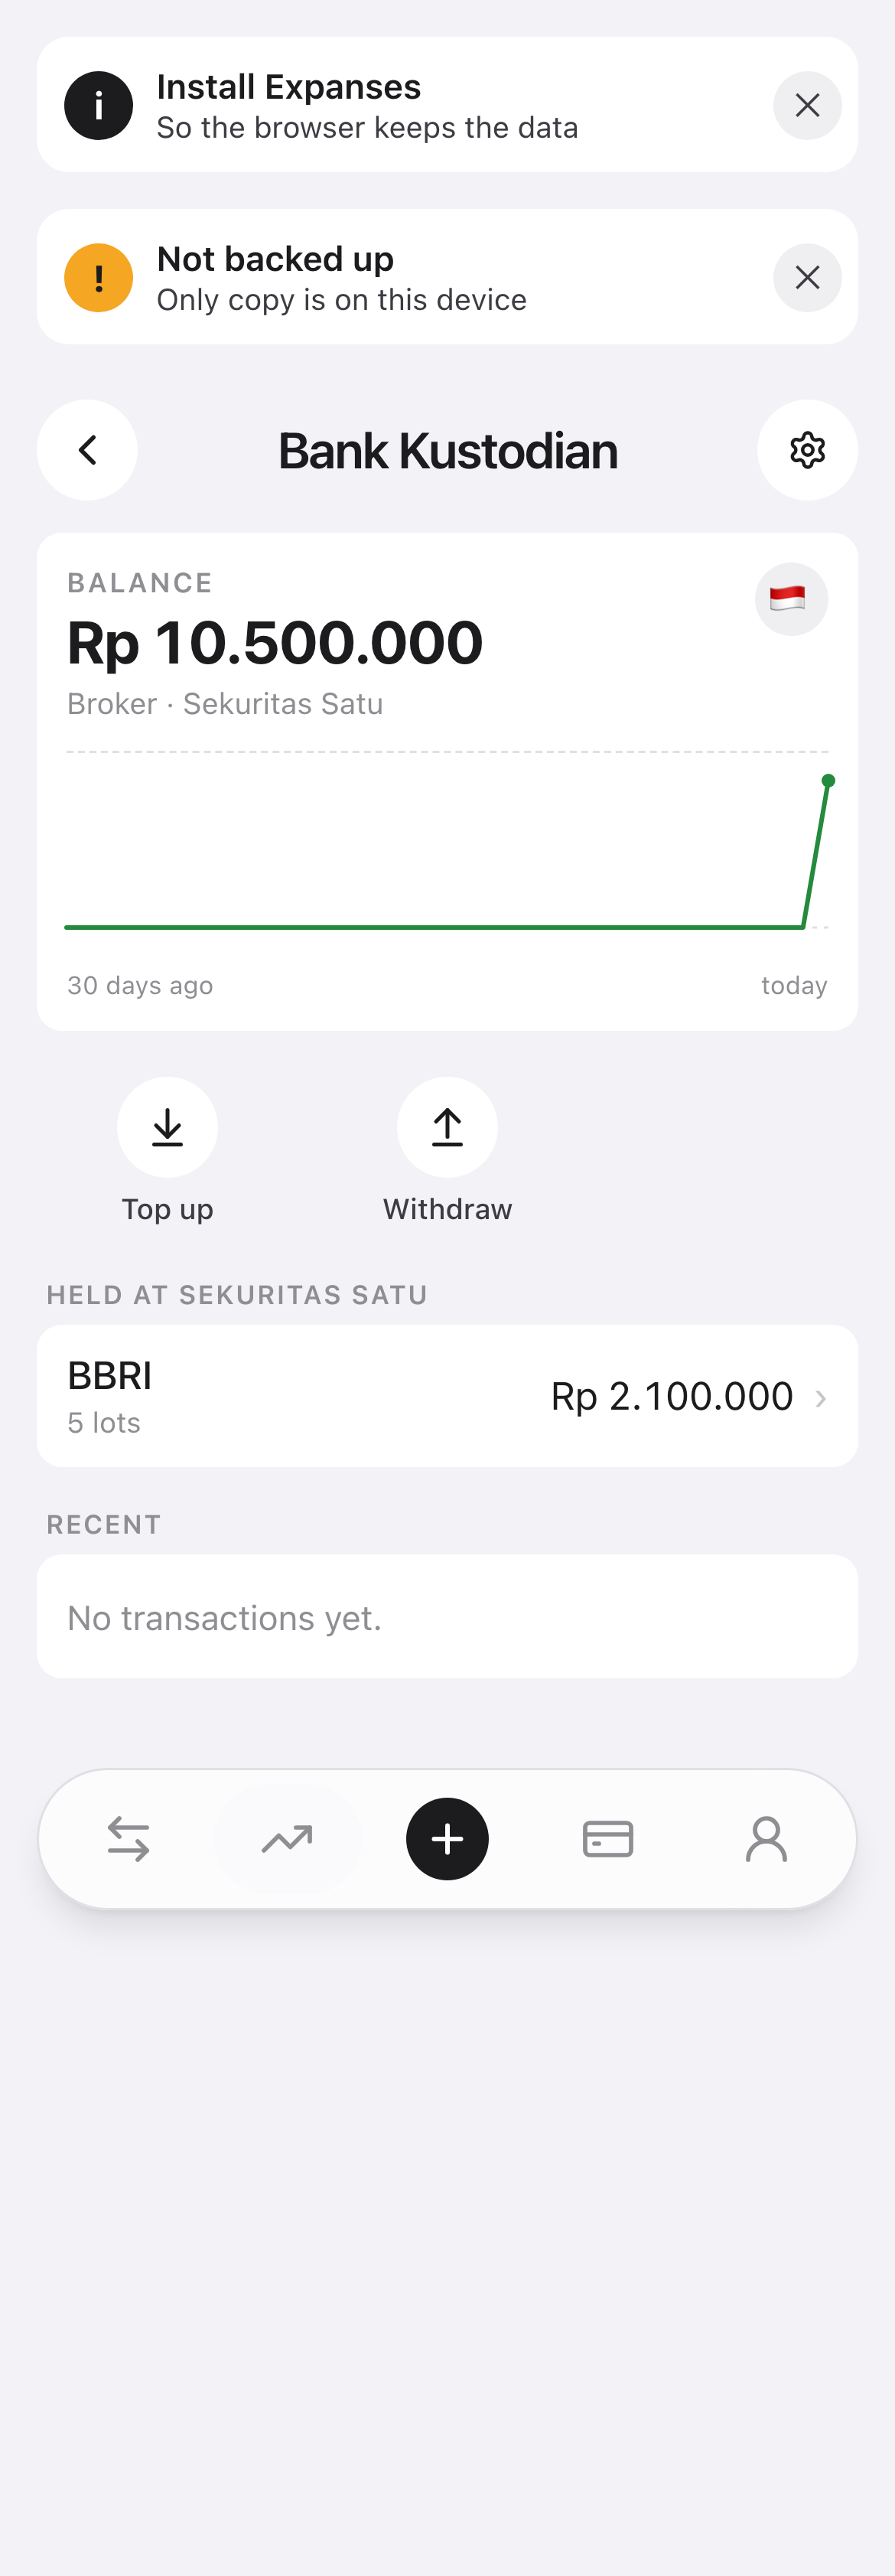 Install Expanses
So the browser keeps the data
Not backed up
Only copy is on this device
Bank Kustodian
BALANCE
Rp 10.500.000
Broker · Sekuritas Satu
30 days ago
today
Top up
Withdraw
HELD AT SEKURITAS SATU
BBRI
Rp 2.100.000
5 lots
RECENT
No transactions yet.